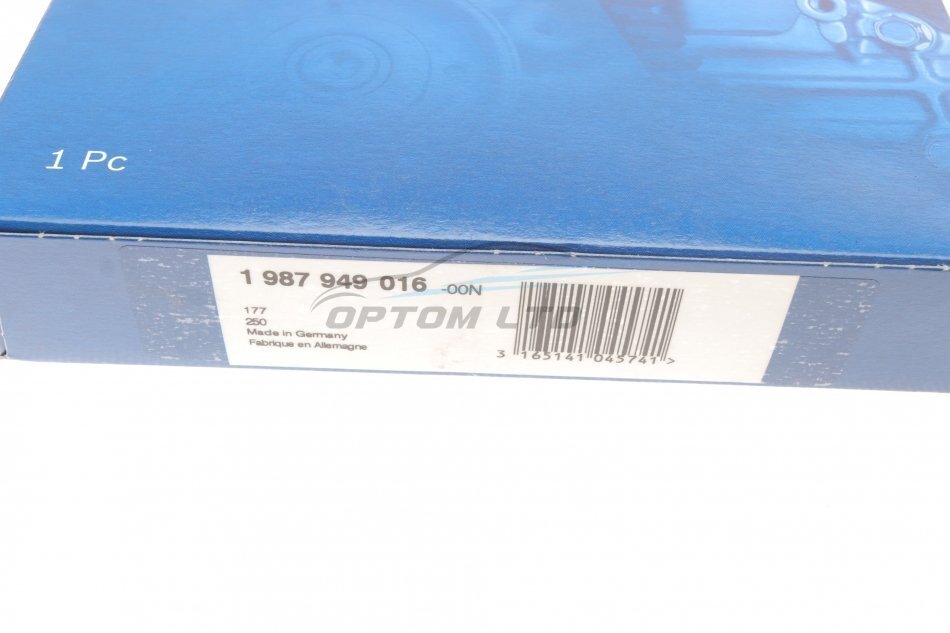 1 Pc
1 987 949 016 -00N
177
250
Made in Germany
Fabrique en Allemagne
OPTOM LTD
3 165141 045741 >